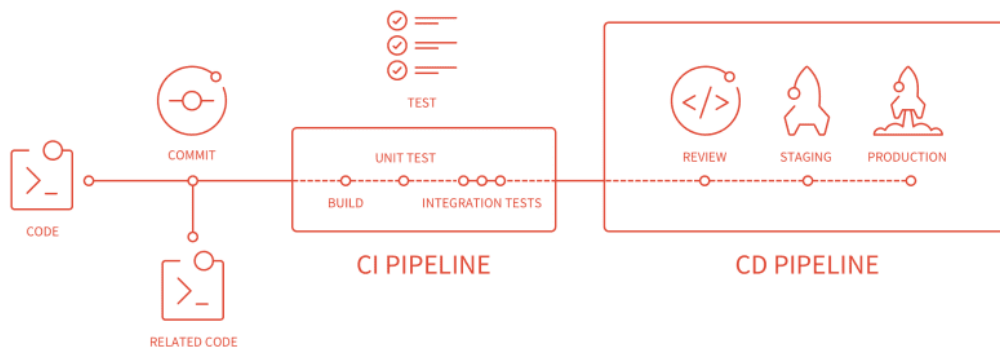 TEST
COMMIT
CODE
RELATED CODE
UNIT TEST
BUILD
INTEGRATION TESTS
CI PIPELINE
REVIEW
STAGING
PRODUCTION
CD PIPELINE